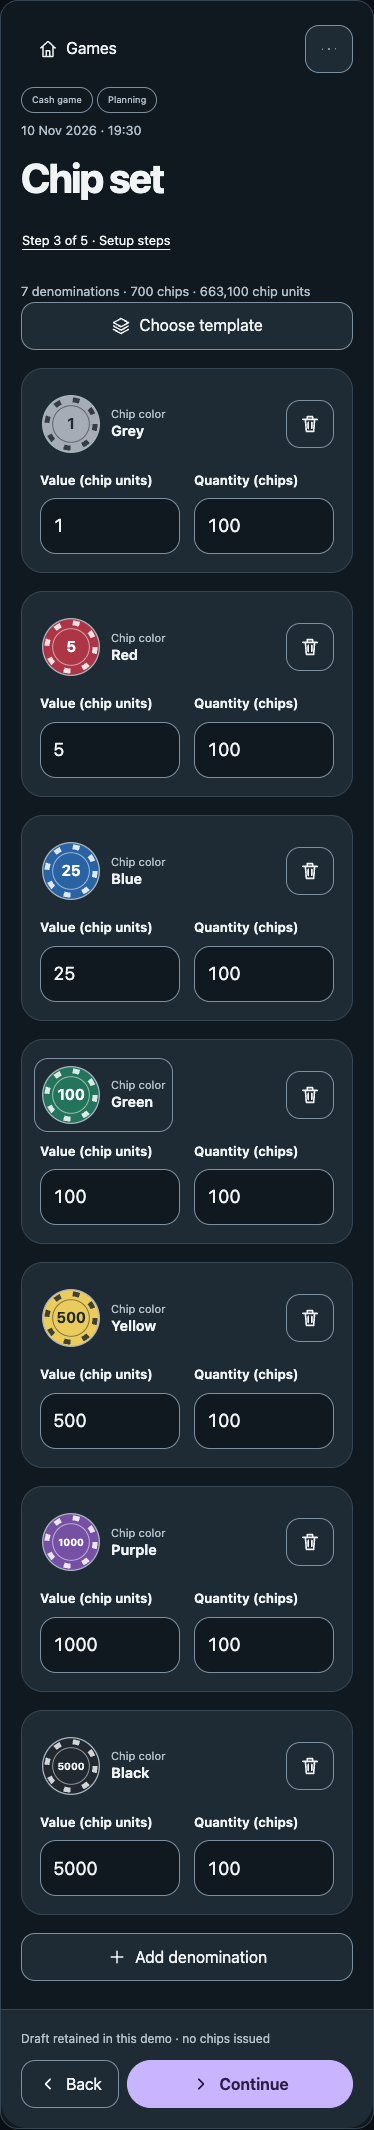 Games
...
Cash game Planning
10 Nov 2026 · 19:30
Chip set
Step 3 of 5 · Setup steps
7 denominations · 700 chips · 663,100 chip units
Choose template
1
Chip color
Grey
Value (chip units) Quantity (chips)
1 100
5
Chip color
Red
Value (chip units) Quantity (chips)
5 100
25
Chip color
Blue
Value (chip units) Quantity (chips)
25 100
100
Chip color
Green
Value (chip units) Quantity (chips)
100 100
500
Chip color
Yellow
Value (chip units) Quantity (chips)
500 100
1000
Chip color
Purple
Value (chip units) Quantity (chips)
1000 100
5000
Chip color
Black
Value (chip units) Quantity (chips)
5000 100
Add denomination
Draft retained in this demo · no chips issued
Back Continue